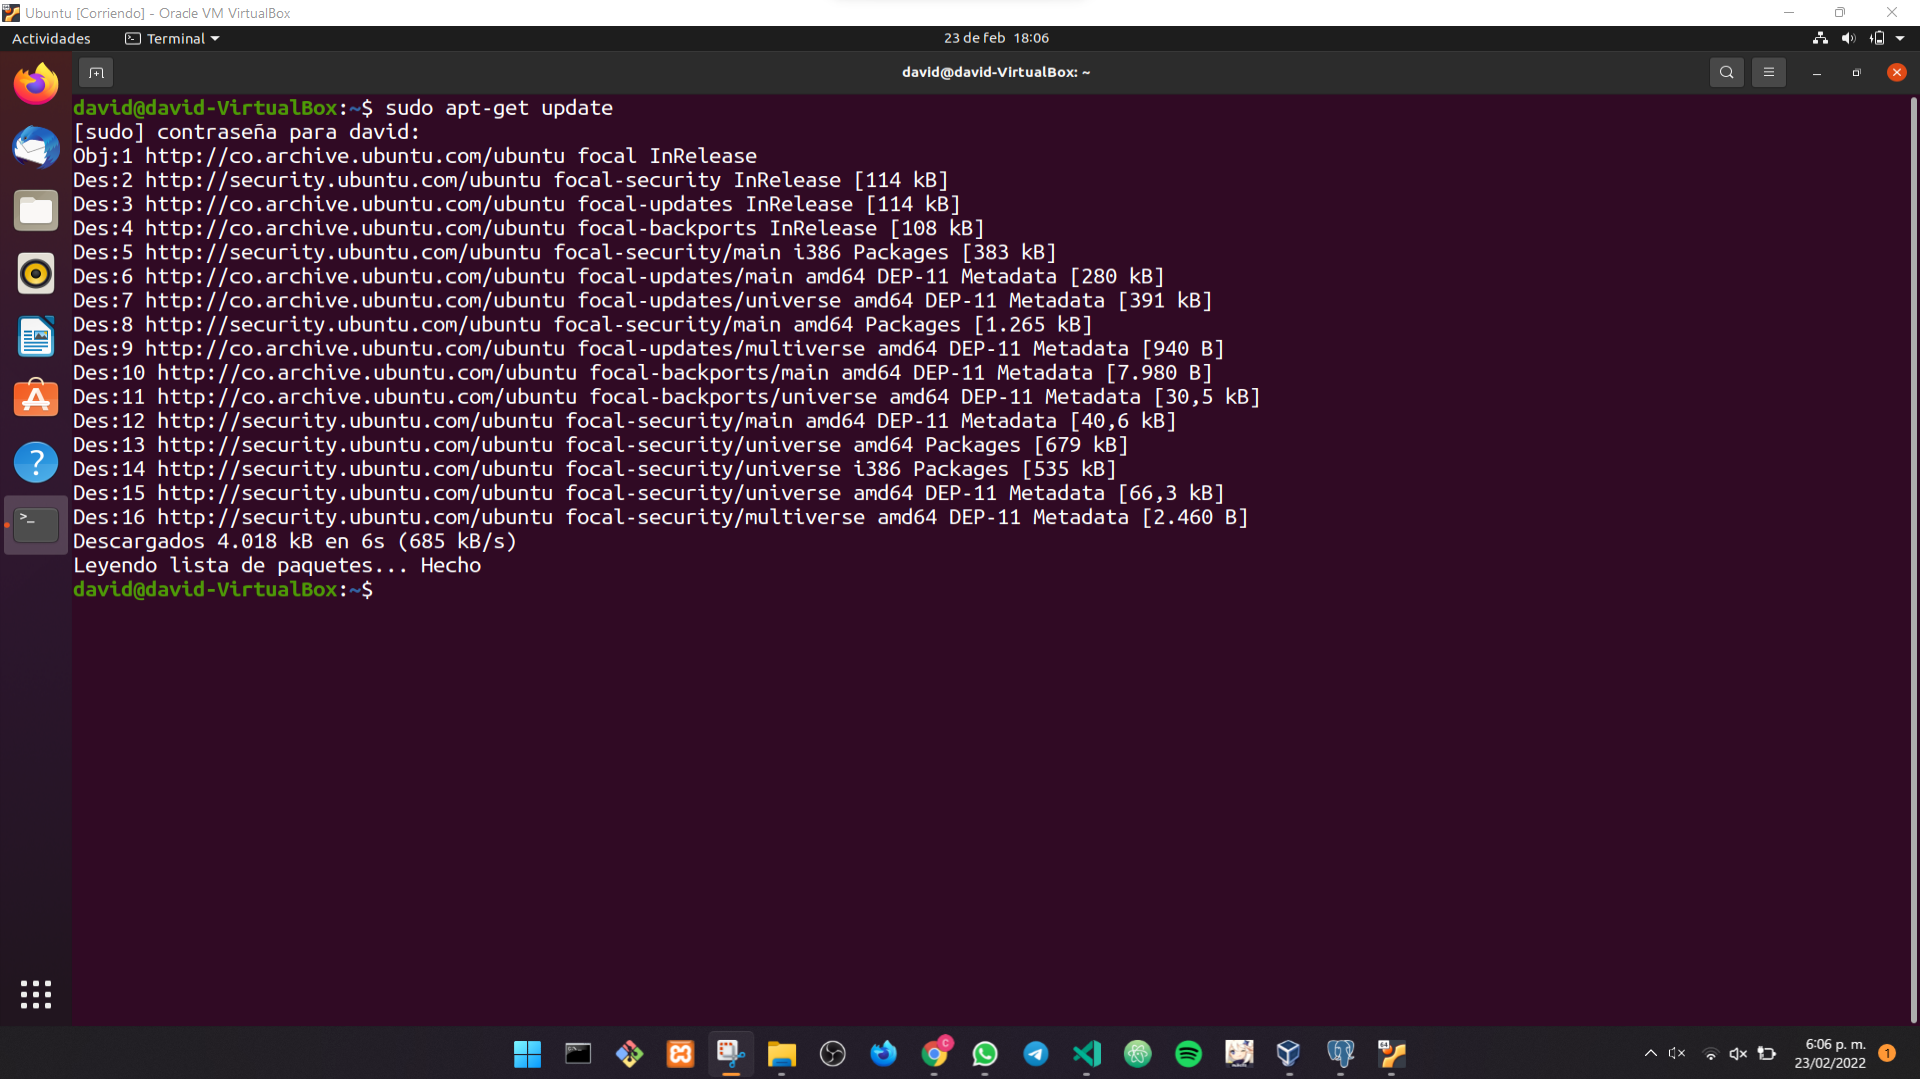 Ubuntu [Corriendo] - Oracle VM VirtualBox
Actividades
Terminal
23 de feb 18:06
david@david-VirtualBox: ~
david@david-VirtualBox:~$ sudo apt-get update
[sudo] contraseña para david:
Obj:1 http://co.archive.ubuntu.com/ubuntu focal InRelease
Des:2 http://security.ubuntu.com/ubuntu focal-security InRelease [114 kB]
Des:3 http://co.archive.ubuntu.com/ubuntu focal-updates InRelease [114 kB]
Des:4 http://co.archive.ubuntu.com/ubuntu focal-backports InRelease [108 kB]
Des:5 http://security.ubuntu.com/ubuntu focal-security/main i386 Packages [383 kB]
Des:6 http://co.archive.ubuntu.com/ubuntu focal-updates/main amd64 DEP-11 Metadata [280 kB]
Des:7 http://co.archive.ubuntu.com/ubuntu focal-updates/universe amd64 DEP-11 Metadata [391 kB]
Des:8 http://security.ubuntu.com/ubuntu focal-security/main amd64 Packages [1.265 kB]
Des:9 http://co.archive.ubuntu.com/ubuntu focal-updates/multiverse amd64 DEP-11 Metadata [940 B]
Des:10 http://co.archive.ubuntu.com/ubuntu focal-backports/main amd64 DEP-11 Metadata [7.980 B]
Des:11 http://co.archive.ubuntu.com/ubuntu focal-backports/universe amd64 DEP-11 Metadata [30,5 kB]
Des:12 http://security.ubuntu.com/ubuntu focal-security/main amd64 DEP-11 Metadata [40,6 kB]
Des:13 http://security.ubuntu.com/ubuntu focal-security/universe amd64 Packages [679 kB]
Des:14 http://security.ubuntu.com/ubuntu focal-security/universe i386 Packages [535 kB]
Des:15 http://security.ubuntu.com/ubuntu focal-security/universe amd64 DEP-11 Metadata [66,3 kB]
Des:16 http://security.ubuntu.com/ubuntu focal-security/multiverse amd64 DEP-11 Metadata [2.460 B]
Descargados 4.018 kB en 6s (685 kB/s)
Leyendo lista de paquetes... Hecho
david@david-VirtualBox:~$
C
6:06 p. m.
23/02/2022
1